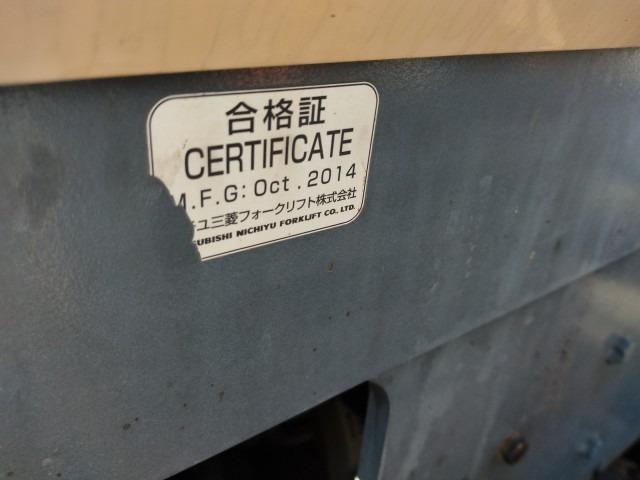 合格証
CERTIFICATE
M.F.G: Oct . 2014
ユ三菱フォークリフト株式会社
UBISHI NICHIYU FORKLIFT CO., LTD.